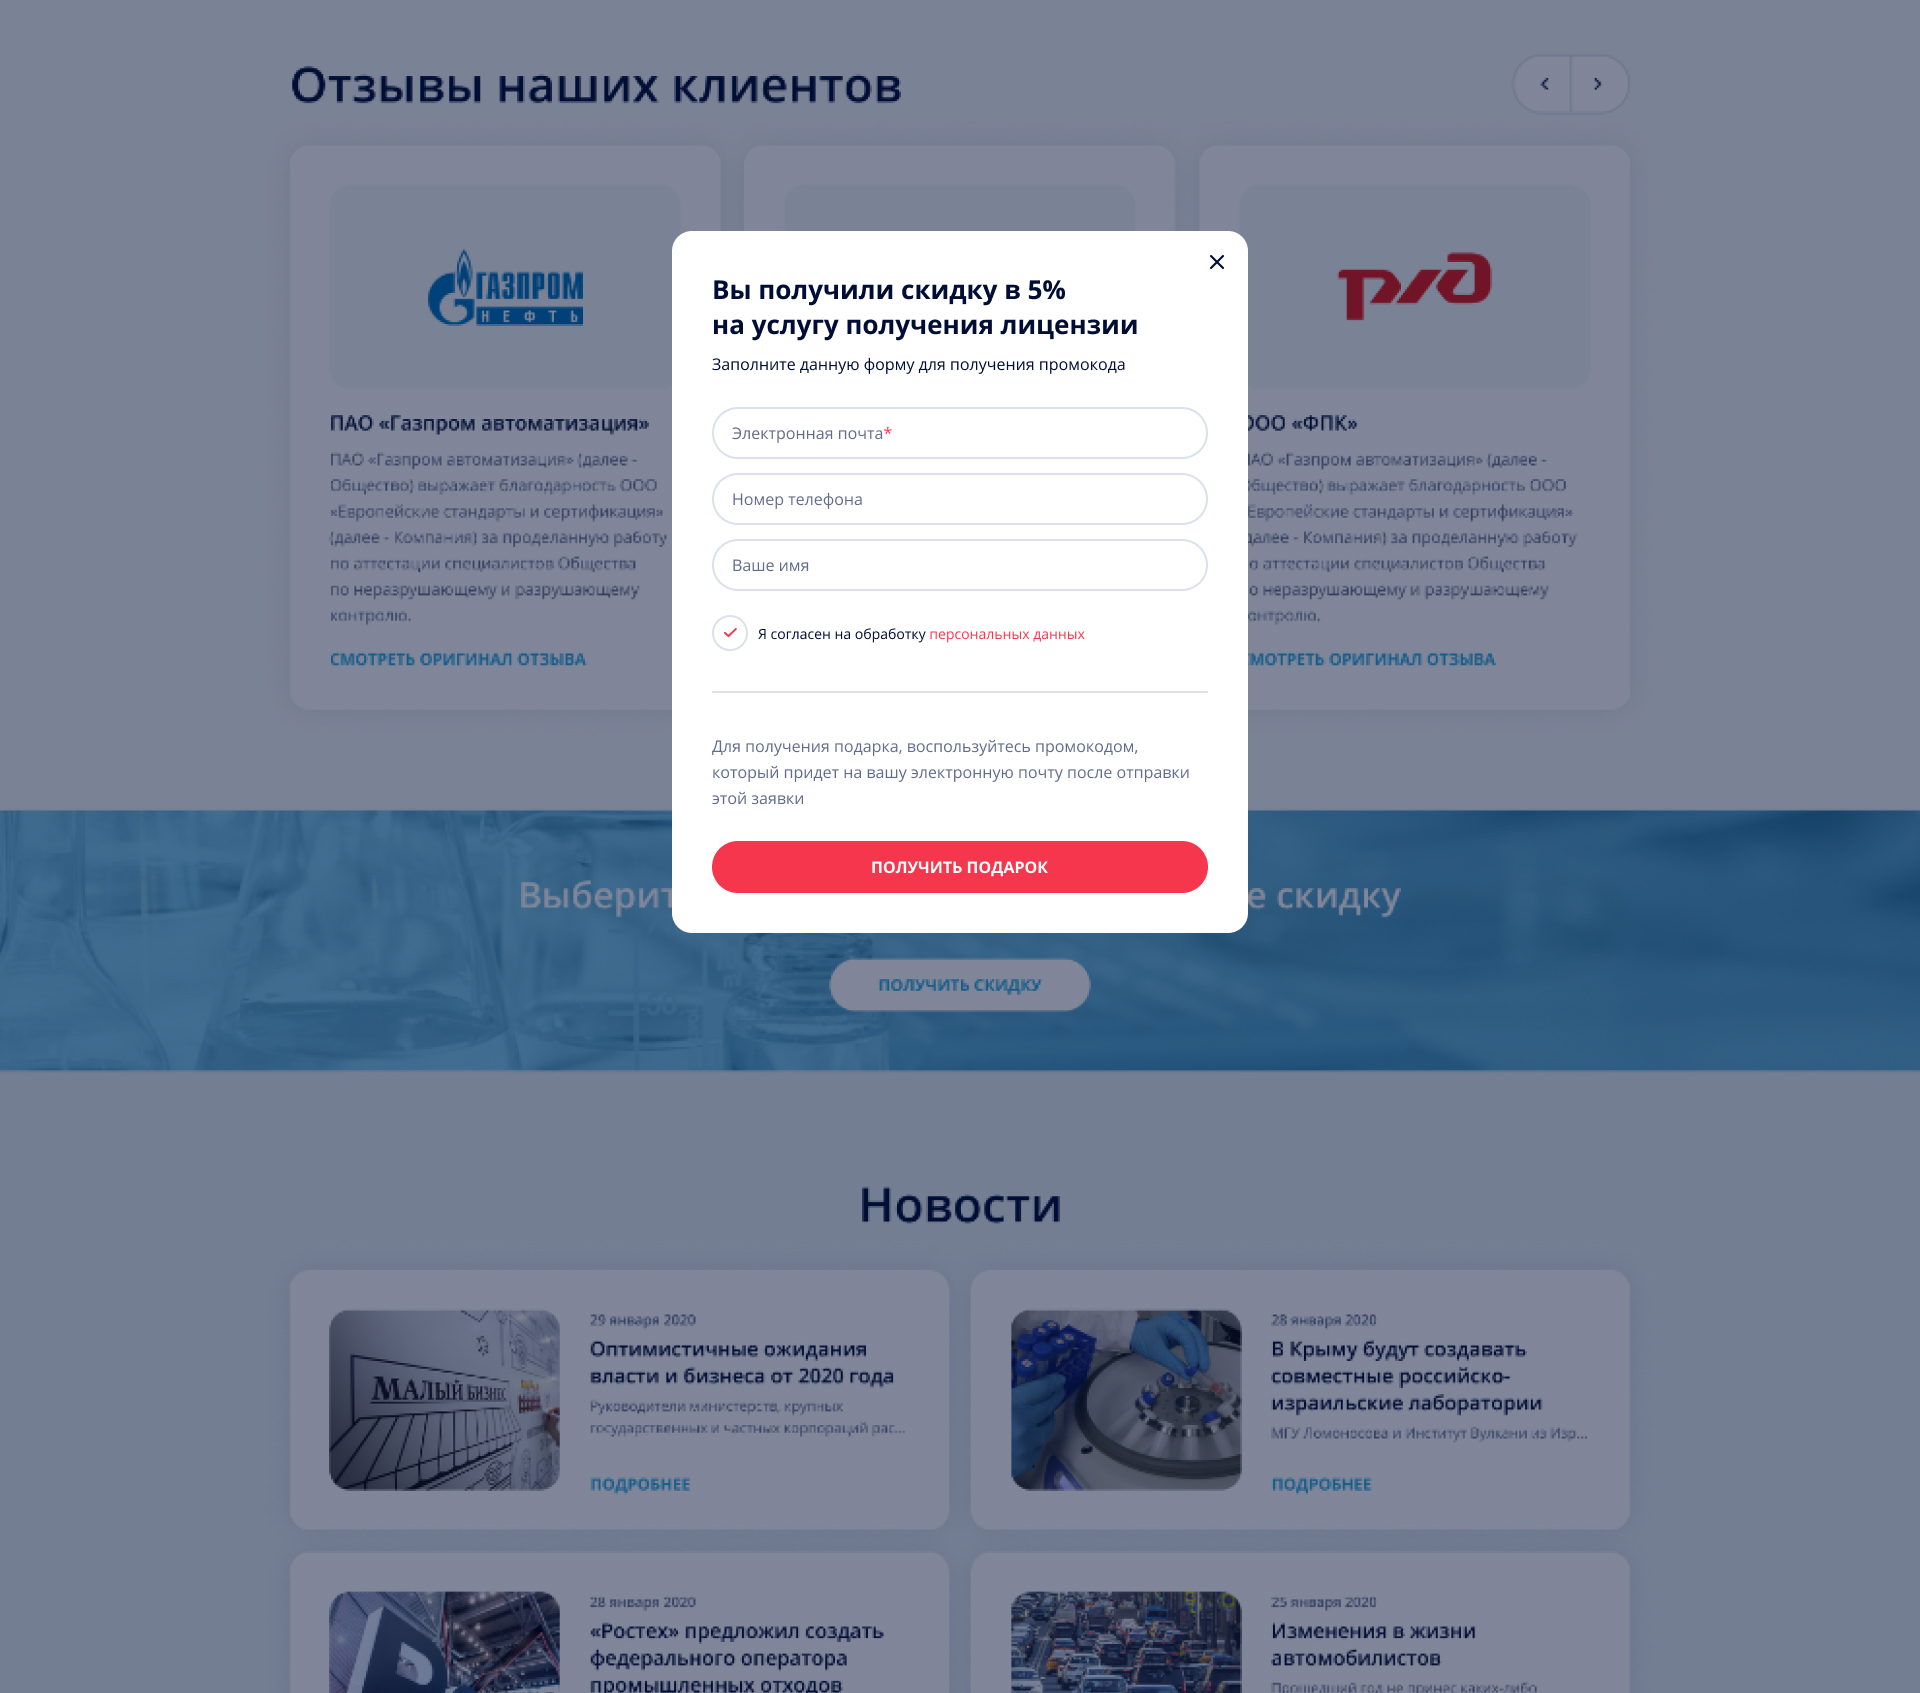 Отзывы наших клиентов
ГАЗПРОМ
НЕФТЬ
ржд
ПАО «Газпром автоматизация»
ПАО «Газпром автоматизация» (далее -
Общество) выражает благодарность ООО
«Европейские стандарты и сертификация»
(далее - Компания) за проделанную работу
по аттестации специалистов Общества
по неразрушающему и разрушающему
контролю.
СМОТРЕТЬ ОРИГИНАЛ ОТЗЫВА
ООО «ФПК»
ПАО «Газпром автоматизация» (далее -
Общество) выражает благодарность ООО
Европейские стандарты и сертификация»
далее - Компания) за проделанную работу
о аттестации специалистов Общества
о неразрушающему и разрушающему
онтролю.
МОТРЕТЬ ОРИГИНАЛ ОТЗЫВА
Вы получили скидку в 5%
на услугу получения лицензии
Заполните данную форму для получения промокода
Электронная почта*
Номер телефона
Ваше имя
Я согласен на обработку персональных данных
Для получения подарка, воспользуйтесь промокодом,
который придет на вашу электронную почту после отправки
этой заявки
ПОЛУЧИТЬ ПОДАРОК
Выберит е скидку
ПОЛУЧИТЬ СКИДКУ
Новости
МАЛЫЙ БИЗНЕС
29 января 2020
Оптимистичные ожидания
власти и бизнеса от 2020 года
Руководители министерств, крупных
государственных и частных корпораций рас...
ПОДРОБНЕЕ
28 января 2020
В Крыму будут создавать
совместные российско-
израильские лаборатории
МГУ Ломоносова и Институт Вулкани из Изр...
ПОДРОБНЕЕ
28 января 2020
«Ростех» предложил создать
федерального оператора
промышленных отходов
25 января 2020
Изменения в жизни
автомобилистов
Прошедший год не принес каких-либо